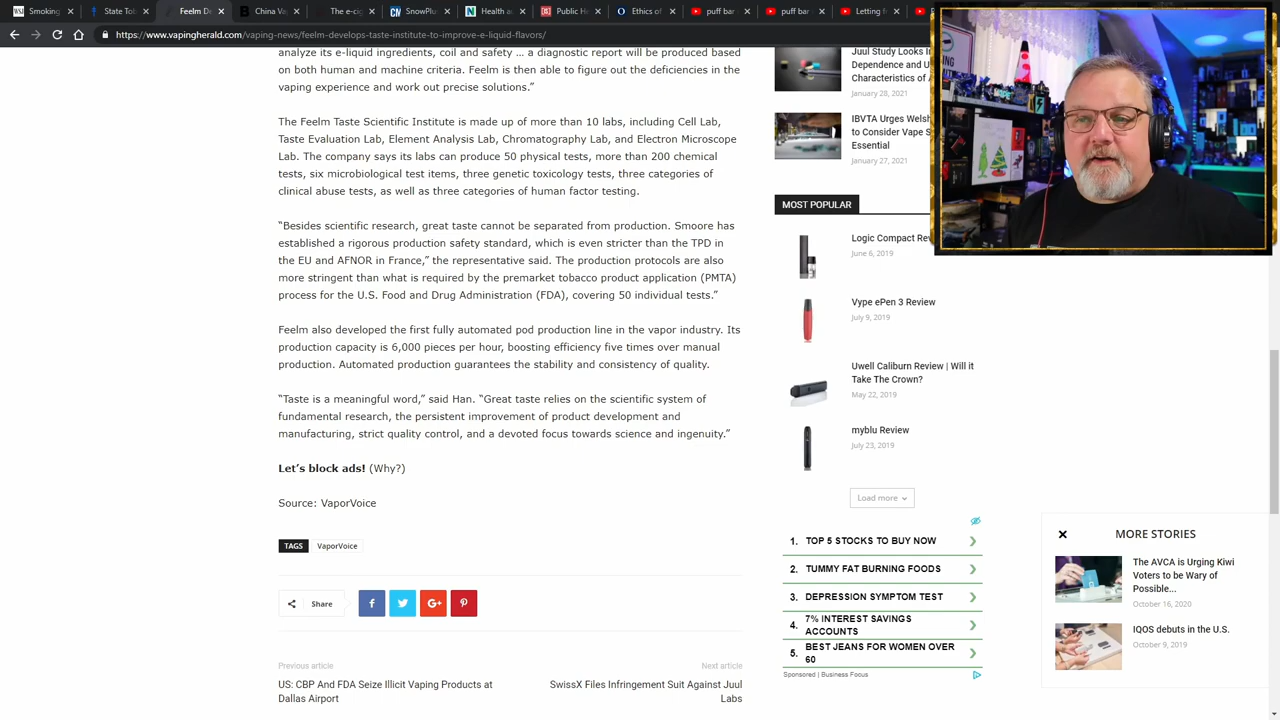 Smoking
State To
Feelm D
China V
SnowPl
Health
Ethics o
puff bar
puff bar
Letting f
https://www.vapingherald.com/vaping-news/feelm-develops-taste-institute-to-improve-e-liquid-flavors/
analyze its e-liquid ingredients, coil and safety … a diagnostic report will be produced based
on both human and machine criteria. Feelm is then able to figure out the deficiencies in the
vaping experience and work out precise solutions.”
The Feelm Taste Scientific Institute is made up of more than 10 labs, including Cell Lab,
Taste Evaluation Lab, Element Analysis Lab, Chromatography Lab, and Electron Microscope
Lab. The company says its labs can produce 50 physical tests, more than 200 chemical
tests, six microbiological test items, three genetic toxicology tests, three categories of
clinical abuse tests, as well as three categories of human factor testing.
“Besides scientific research, great taste cannot be separated from production. Smoore has
established a rigorous production safety standard, which is even stricter than the TPD in
the EU and AFNOR in France,” the representative said. The production protocols are also
more stringent than what is required by the premarket tobacco product application (PMTA)
process for the U.S. Food and Drug Administration (FDA), covering 50 individual tests.”
Feelm also developed the first fully automated pod production line in the vapor industry. Its
production capacity is 6,000 pieces per hour, boosting efficiency five times over manual
production. Automated production guarantees the stability and consistency of quality.
“Taste is a meaningful word,” said Han. “Great taste relies on the scientific system of
fundamental research, the persistent improvement of product development and
manufacturing, strict quality control, and a devoted focus towards science and ingenuity.”
Let’s block ads! (Why?)
Source: VaporVoice
TAGS VaporVoice
Share
Previous article
US: CBP And FDA Seize Illicit Vaping Products at
Dallas Airport
Next article
SwissX Files Infringement Suit Against Juul
Labs
Juul Study Looks In
Dependence and U
Characteristics of
January 28, 2021
IBVTA Urges Welsh
to Consider Vape S
Essential
January 27, 2021
MOST POPULAR
Logic Compact Rev
June 6, 2019
Vype ePen 3 Review
July 9, 2019
Uwell Caliburn Review | Will it
Take The Crown?
May 22, 2019
myblu Review
July 23, 2019
Load more
1. TOP 5 STOCKS TO BUY NOW
2. TUMMY FAT BURNING FOODS
3. DEPRESSION SYMPTOM TEST
4. 7% INTEREST SAVINGS
ACCOUNTS
5. BEST JEANS FOR WOMEN OVER
60
Sponsored | Business Focus
MORE STORIES
The AVCA is Urging Kiwi
Voters to be Wary of
Possible...
October 16, 2020
IQOS debuts in the U.S.
October 9, 2019